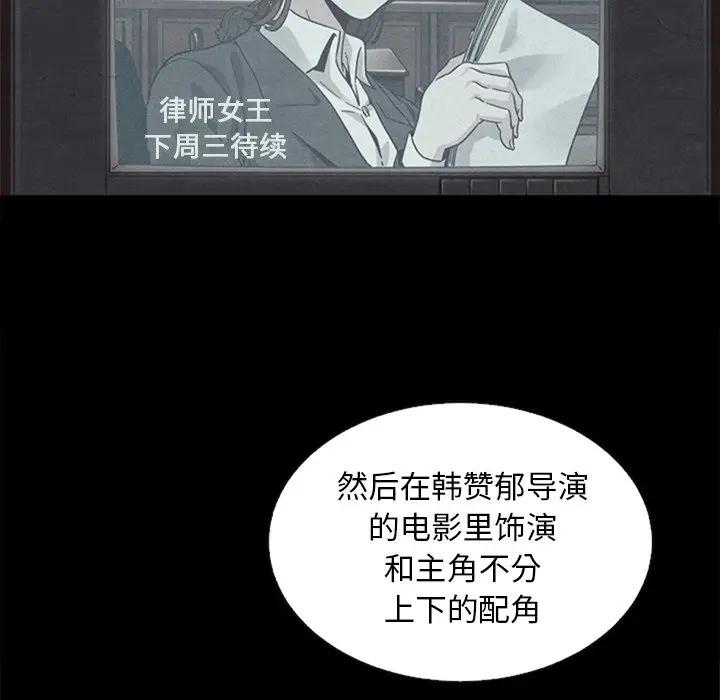 律师女王
下周三待续
然后在韩赞郁导演
的电影里饰演
和主角不分
上下的配角